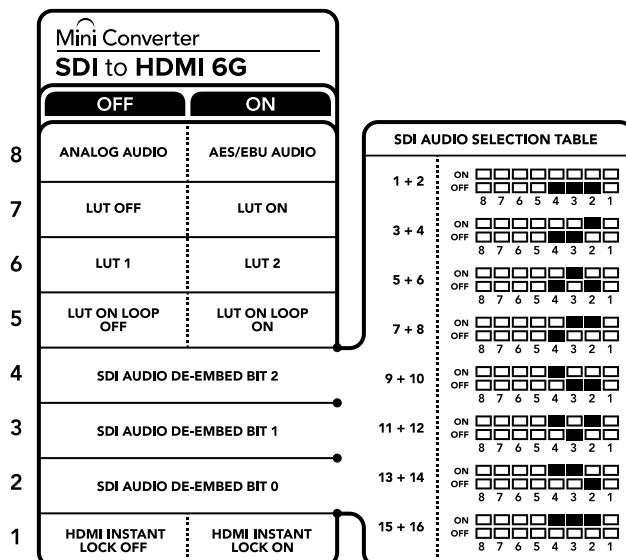 Mini Converter
SDI to HDMI 6G
OFF ON
8 ANALOG AUDIO AES/EBU AUDIO
7 LUT OFF LUT ON
6 LUT 1 LUT 2
5 LUT ON LOOP OFF LUT ON LOOP ON
4 SDI AUDIO DE-EMBED BIT 2
3 SDI AUDIO DE-EMBED BIT 1
2 SDI AUDIO DE-EMBED BIT 0
1 HDMI INSTANT LOCK OFF HDMI INSTANT LOCK ON
SDI AUDIO SELECTION TABLE
1 + 2 ON
OFF
8 7 6 5 4 3 2 1
3 + 4 ON
OFF
8 7 6 5 4 3 2 1
5 + 6 ON
OFF
8 7 6 5 4 3 2 1
7 + 8 ON
OFF
8 7 6 5 4 3 2 1
9 + 10 ON
OFF
8 7 6 5 4 3 2 1
11 + 12 ON
OFF
8 7 6 5 4 3 2 1
13 + 14 ON
OFF
8 7 6 5 4 3 2 1
15 + 16 ON
OFF
8 7 6 5 4 3 2 1